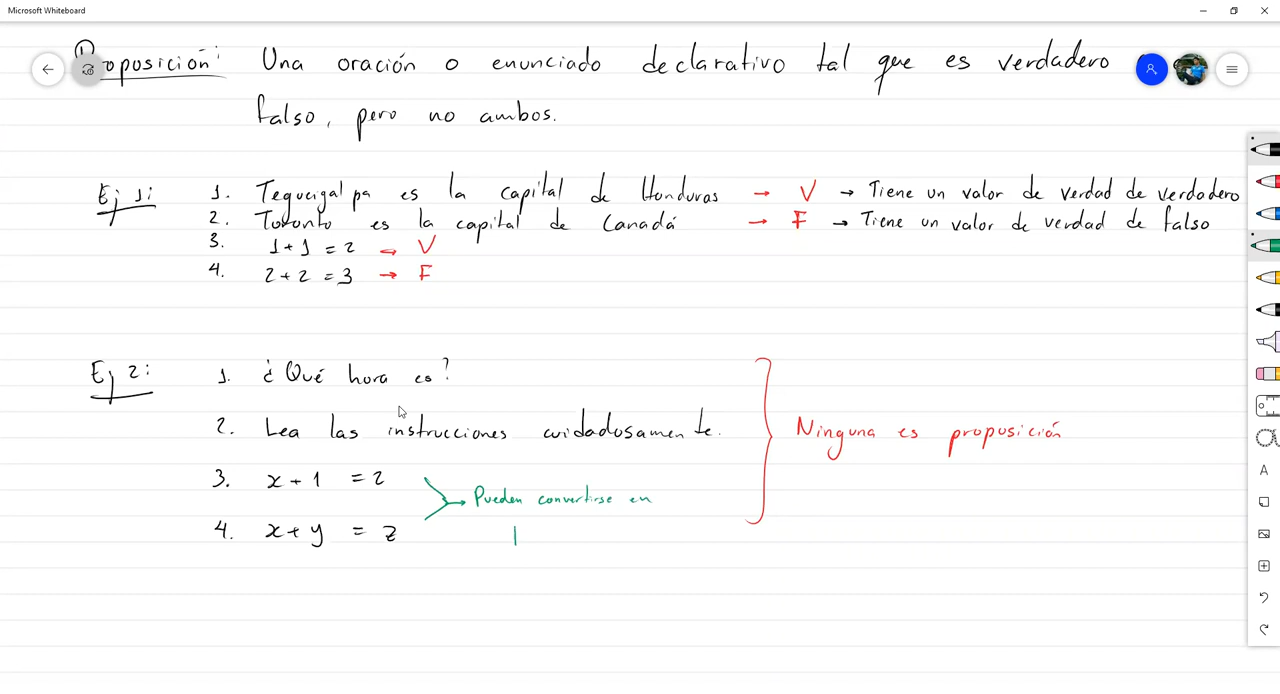 Microsoft Whiteboard
Proposición: Una oración o enunciado declarativo tal que es verdadero
falso, pero no ambos.
Ej 1: 1. Tegucigalpa es la capital de Honduras → V → Tiene un valor de verdad de verdadero
2. Toronto es la capital de Canadá → F → Tiene un valor de verdad de falso
3. 1 + 1 = 2 → V
4. 2 + 2 = 3 → F
Ej 2: 1. ¿Qué hora es?
2. Lea las instrucciones cuidadosamente.
Ninguna es proposición
3. x + 1 = 2
→ Pueden convertirse en
4. x + y = z
A